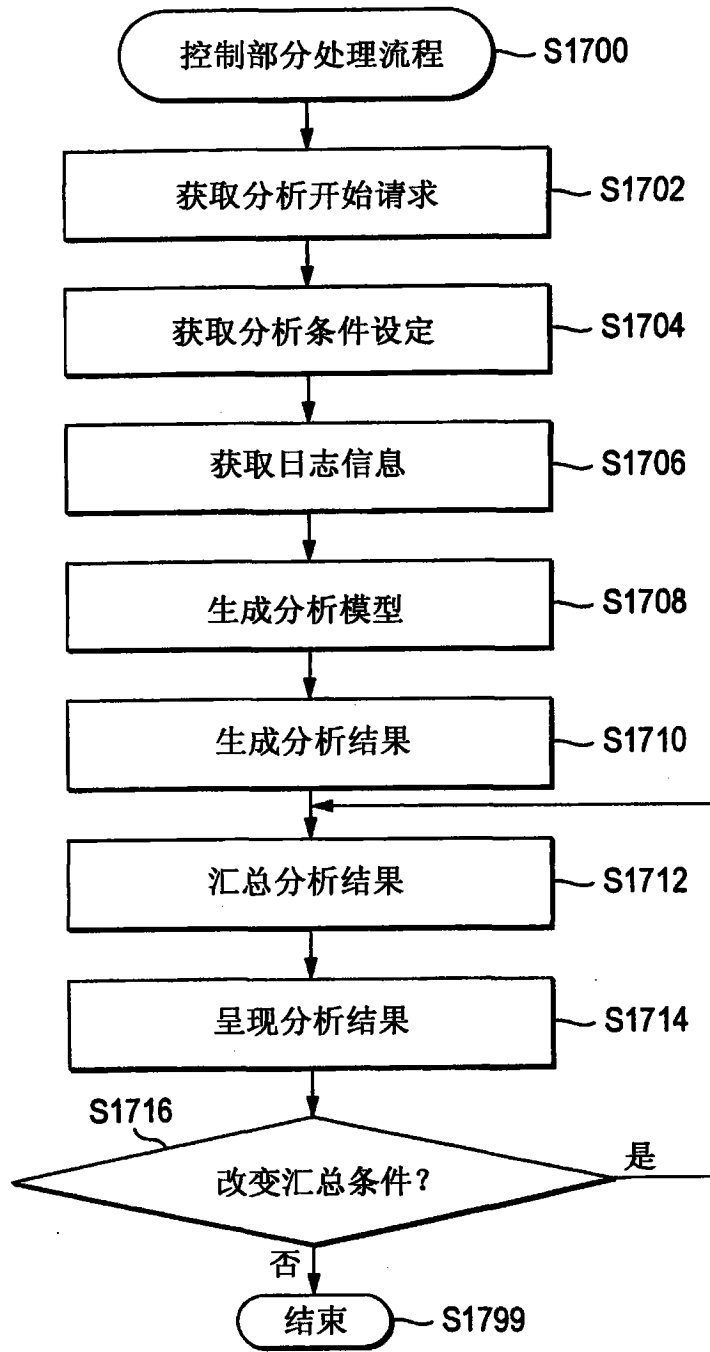 控制部分处理流程 S1700
获取分析开始请求 S1702
获取分析条件设定 S1704
获取日志信息 S1706
生成分析模型 S1708
生成分析结果 S1710
汇总分析结果 S1712
呈现分析结果 S1714
S1716
改变汇总条件? 是
否
结束 S1799